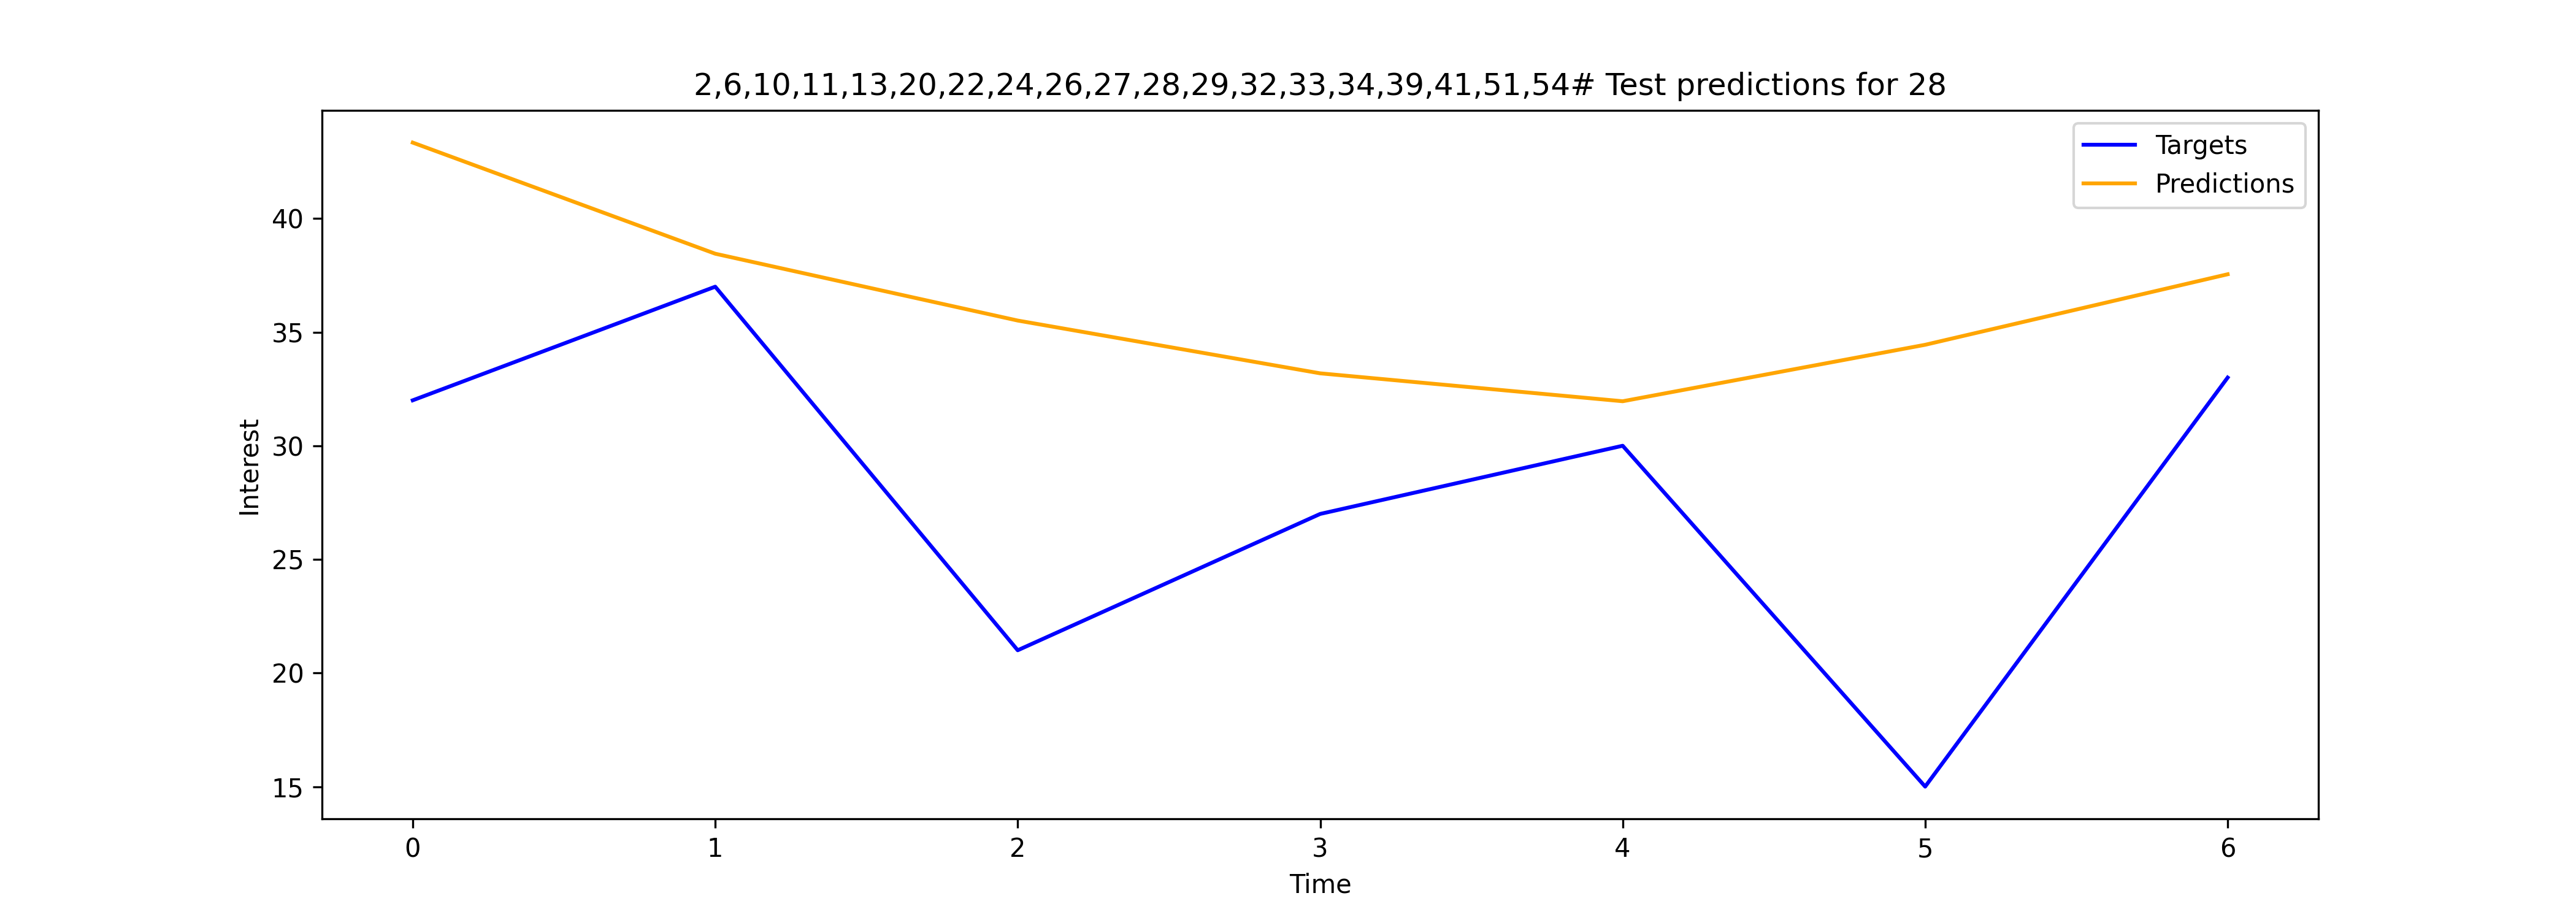 2,6,10,11,13,20,22,24,26,27,28,29,32,33,34,39,41,51,54# Test predictions for 28
Targets
Predictions
Interest
40
35
30
25
20
15
0 1 2 3 4 5 6
Time